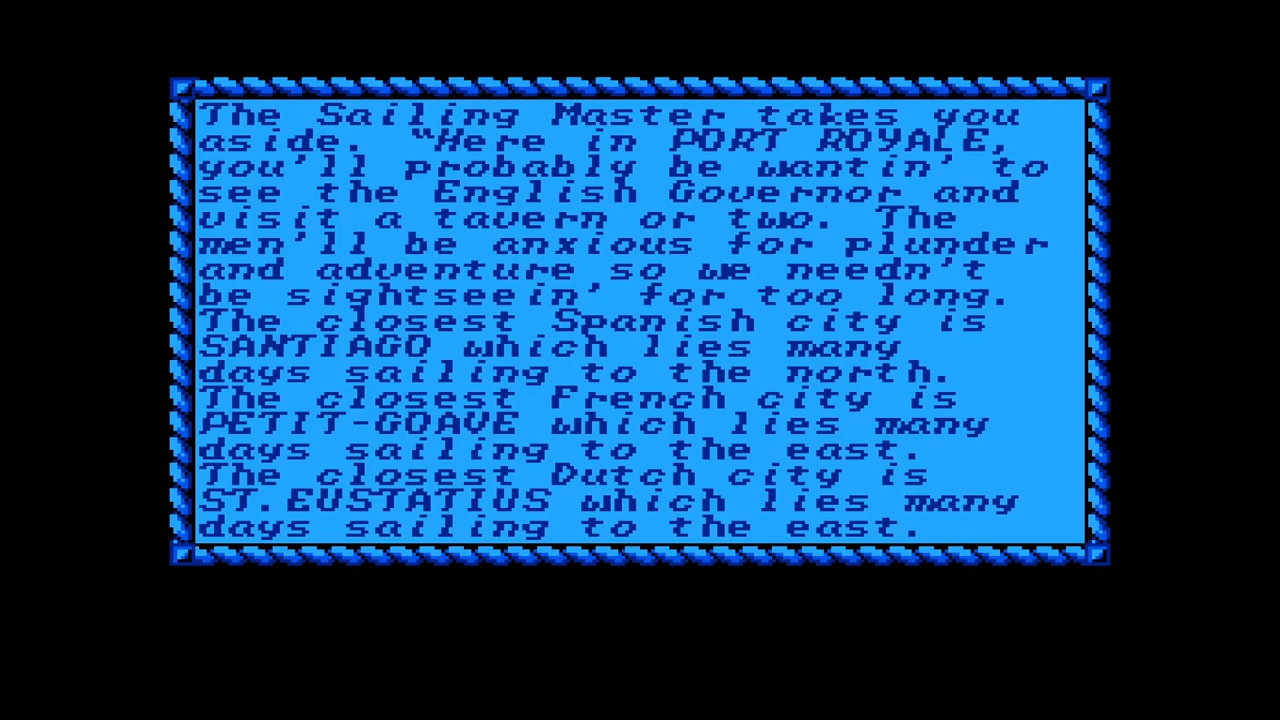 The Sailing Master takes you
aside. "Here in PORT ROYALE,
you'll probably be wantin' to
see the English Governor and
visit a tavern or two. The
men'll be anxious for plunder
and adventure so we needn't
be sightseein' for too long.
The closest Spanish city is
SANTIAGO which lies many
days sailing to the north.
The closest French city is
PETIT-GOAVE which lies many
days sailing to the east.
The closest Dutch city is
ST.EUSTATIUS which lies many
days sailing to the east.